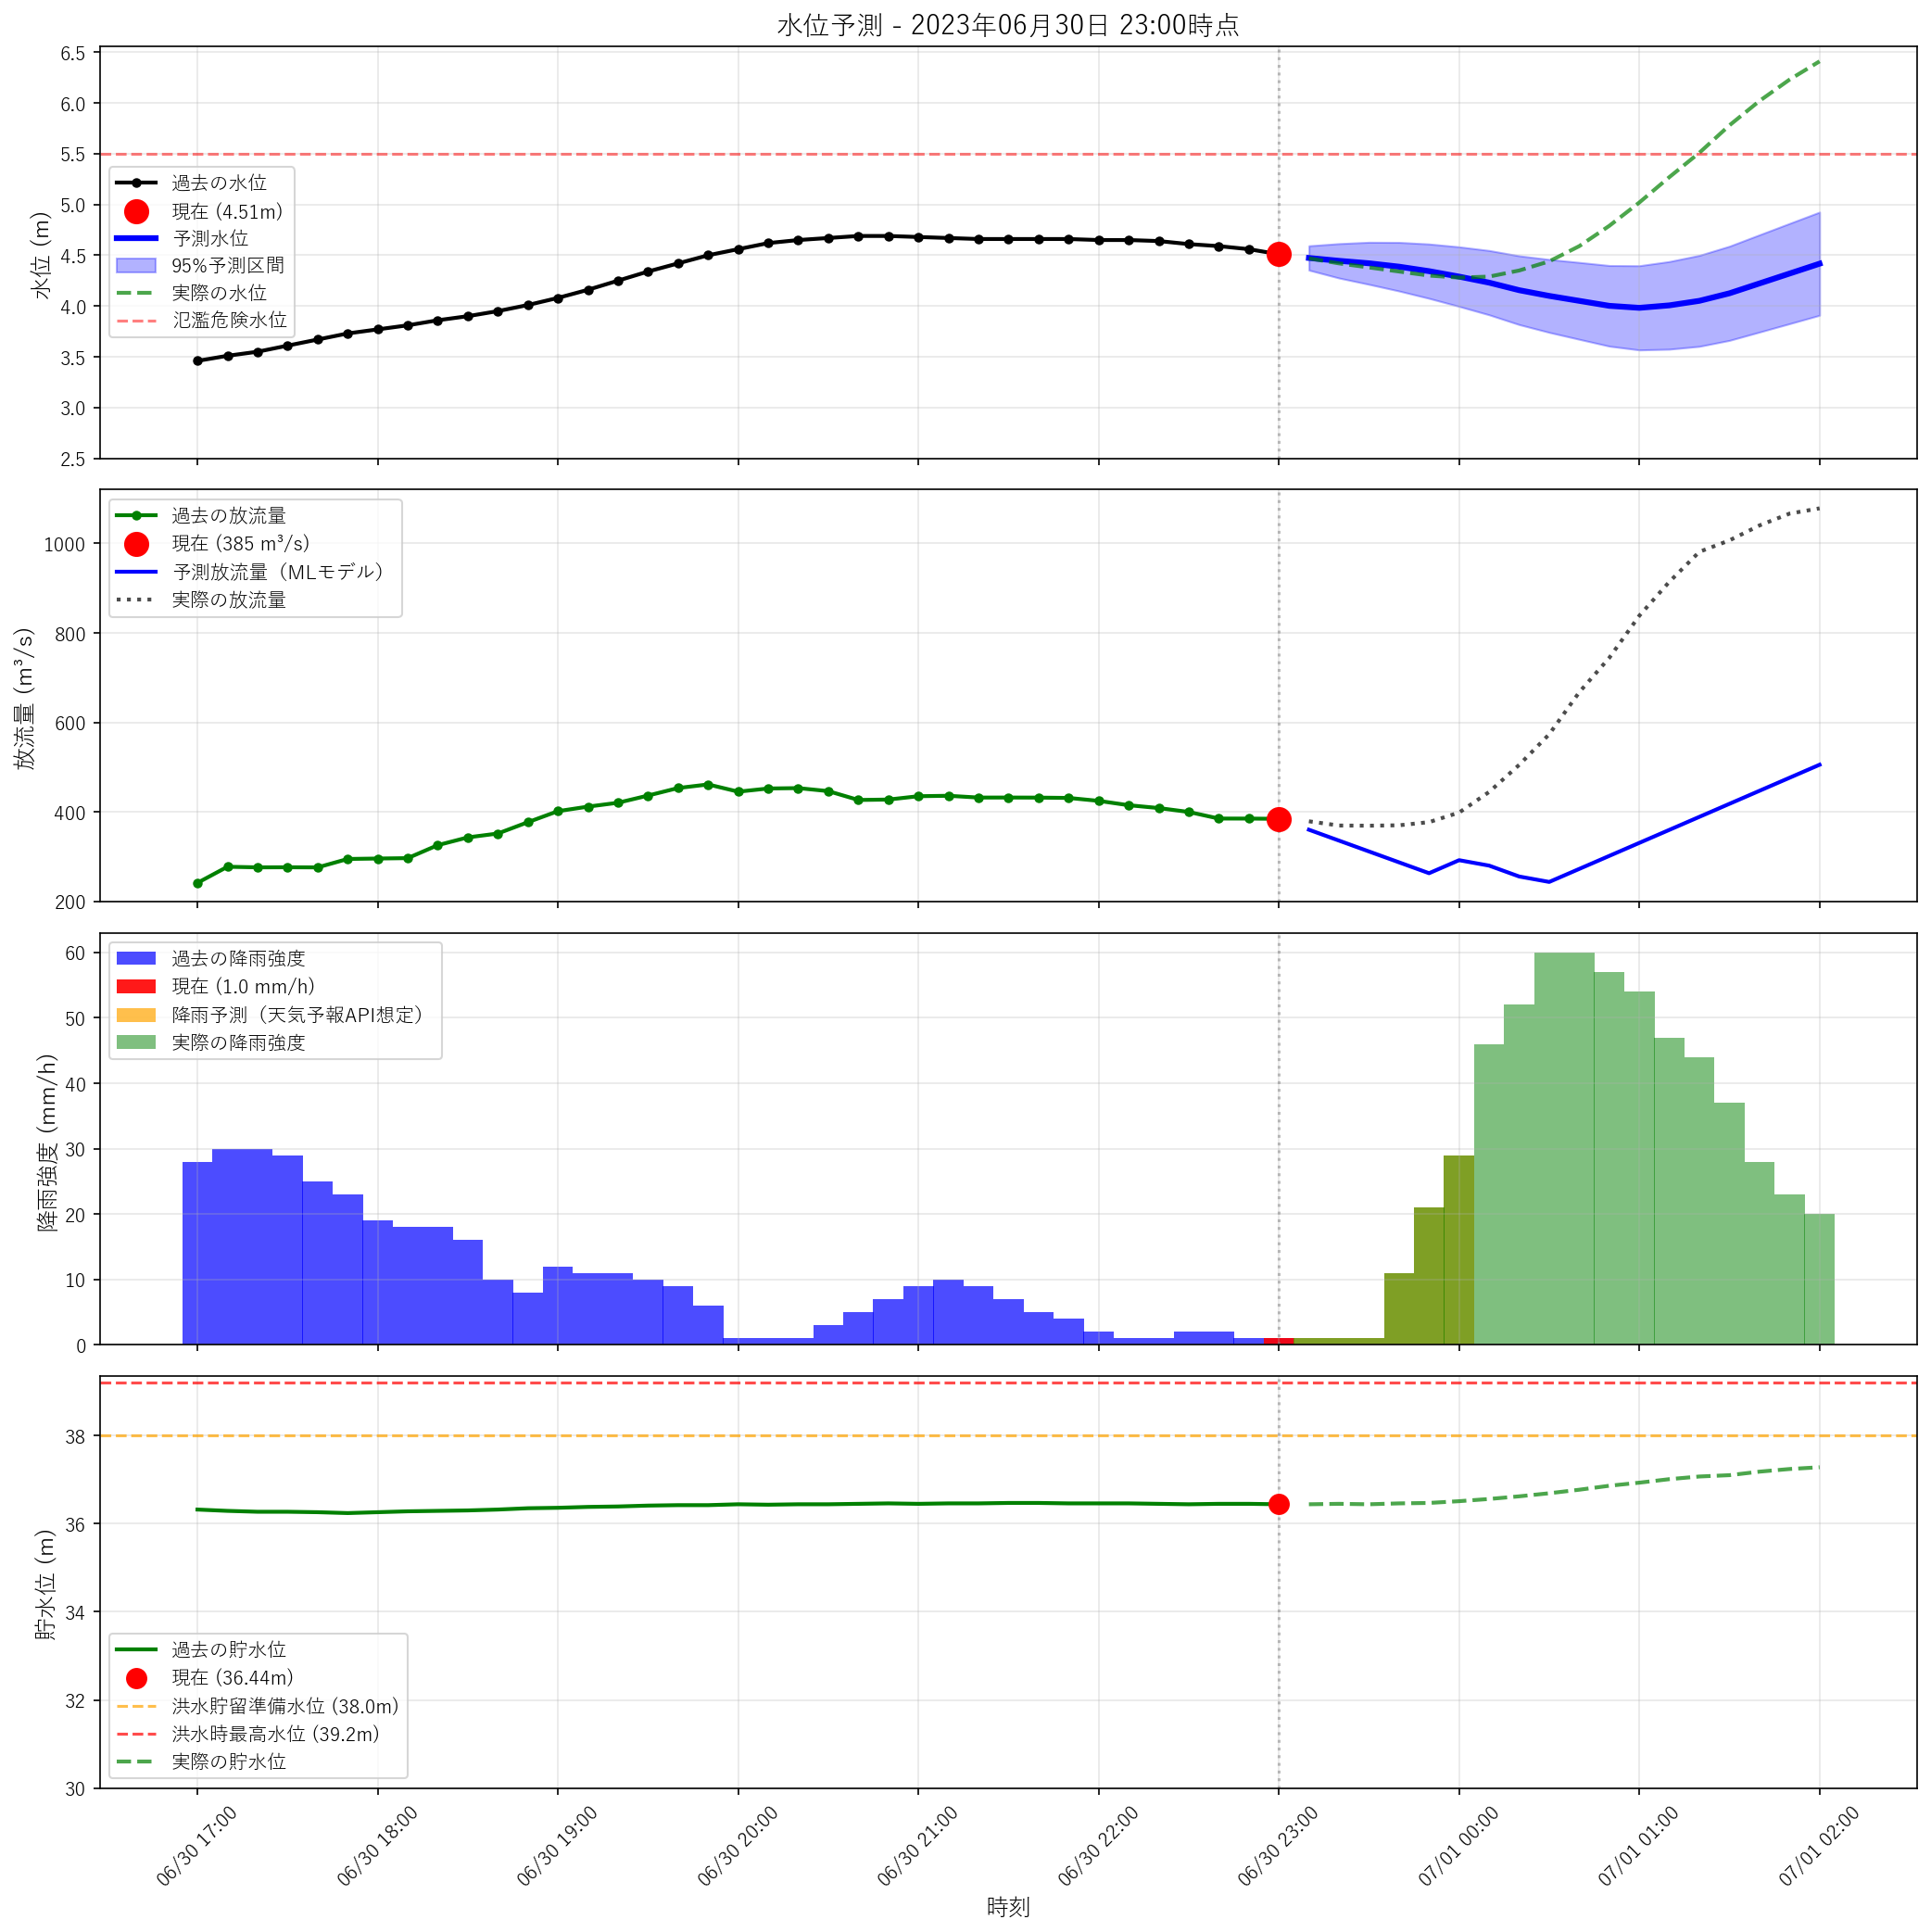 水位予測 - 2023年06月30日 23:00時点
6.5
6.0
5.5
5.0
4.5
4.0
3.5
3.0
2.5
水位 (m)
過去の水位
現在 (4.51m)
予測水位
95%予測区間
実際の水位
氾濫危険水位
1000
800
600
400
200
放流量 (m³/s)
過去の放流量
現在 (385 m³/s)
予測放流量（MLモデル）
実際の放流量
60
50
40
30
20
10
0
降雨強度 (mm/h)
過去の降雨強度
現在 (1.0 mm/h)
降雨予測（天気予報API想定）
実際の降雨強度
38
36
34
32
30
貯水位 (m)
過去の貯水位
現在 (36.44m)
洪水貯留準備水位 (38.0m)
洪水時最高水位 (39.2m)
実際の貯水位
06/30 17:00
06/30 18:00
06/30 19:00
06/30 20:00
06/30 21:00
06/30 22:00
06/30 23:00
07/01 00:00
07/01 01:00
07/01 02:00
時刻